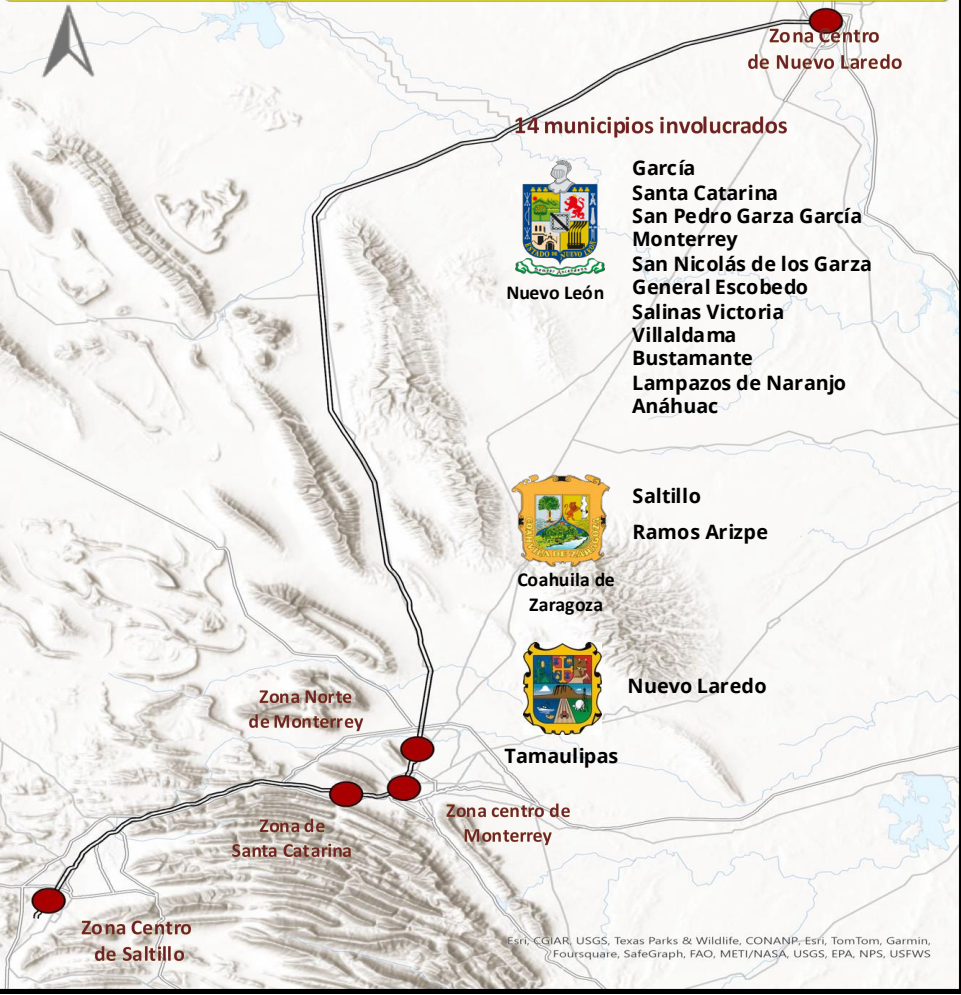 Zona Centro
de Nuevo Laredo
14 municipios involucrados
García
Santa Catarina
San Pedro Garza García
Monterrey
San Nicolás de los Garza
General Escobedo
Salinas Victoria
Villaldama
Bustamante
Lampazos de Naranjo
Anáhuac
ESTADO DE NUEVO LEÓN
Nuevo León
Saltillo
Ramos Arizpe
Coahuila de
Zaragoza
Nuevo Laredo
Tamaulipas
Zona Norte
de Monterrey
Zona centro de
Monterrey
Zona de
Santa Catarina
Zona Centro
de Saltillo
Esri, CGIAR, USGS, Texas Parks & Wildlife, CONANP, Esri, TomTom, Garmin,
Foursquare, SafeGraph, FAO, METI/NASA, USGS, EPA, NPS, USFWS